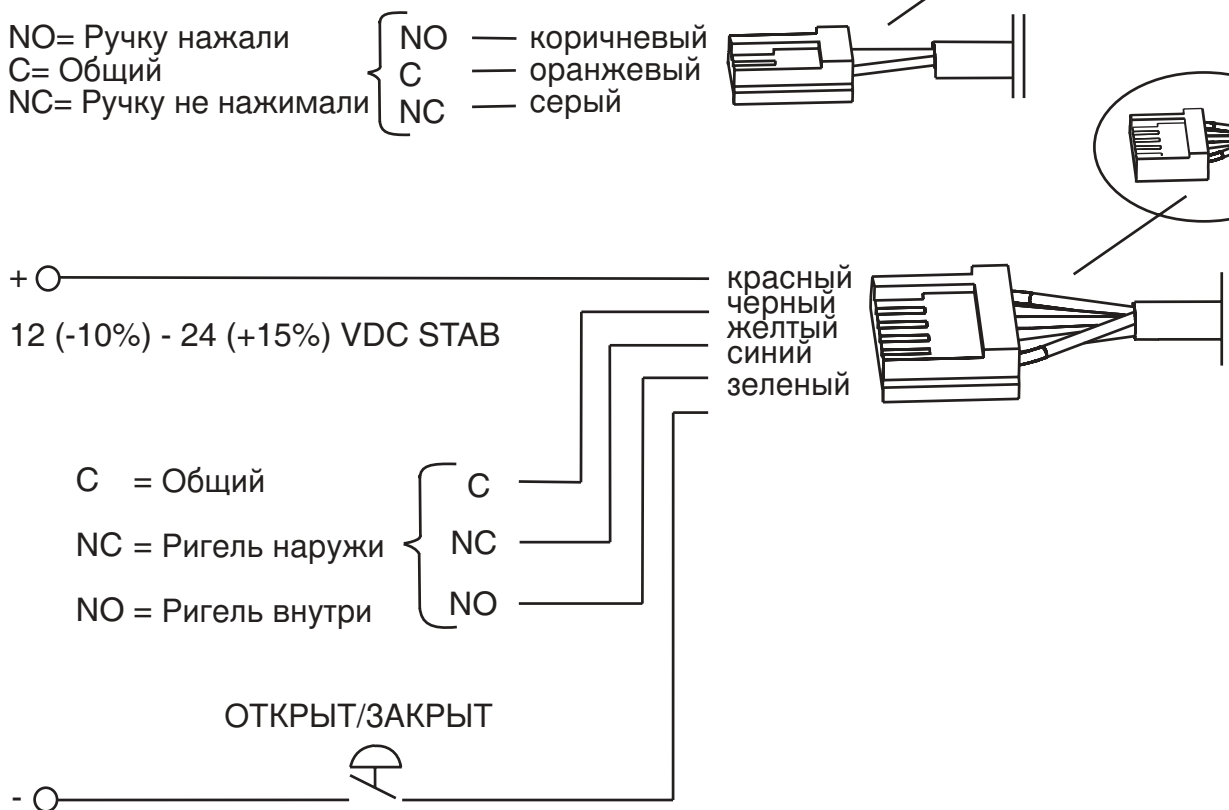 NO= Ручку нажали
C= Общий
NC= Ручку не нажимали
NO — коричневый
C — оранжевый
NC — серый
+
12 (-10%) - 24 (+15%) VDC STAB
красный
черный
жёлтый
синий
зеленый
C = Общий
NC = Ригель наружи
NO = Ригель внутри
C
NC
NO
ОТКРЫТ/ЗАКРЫТ
-